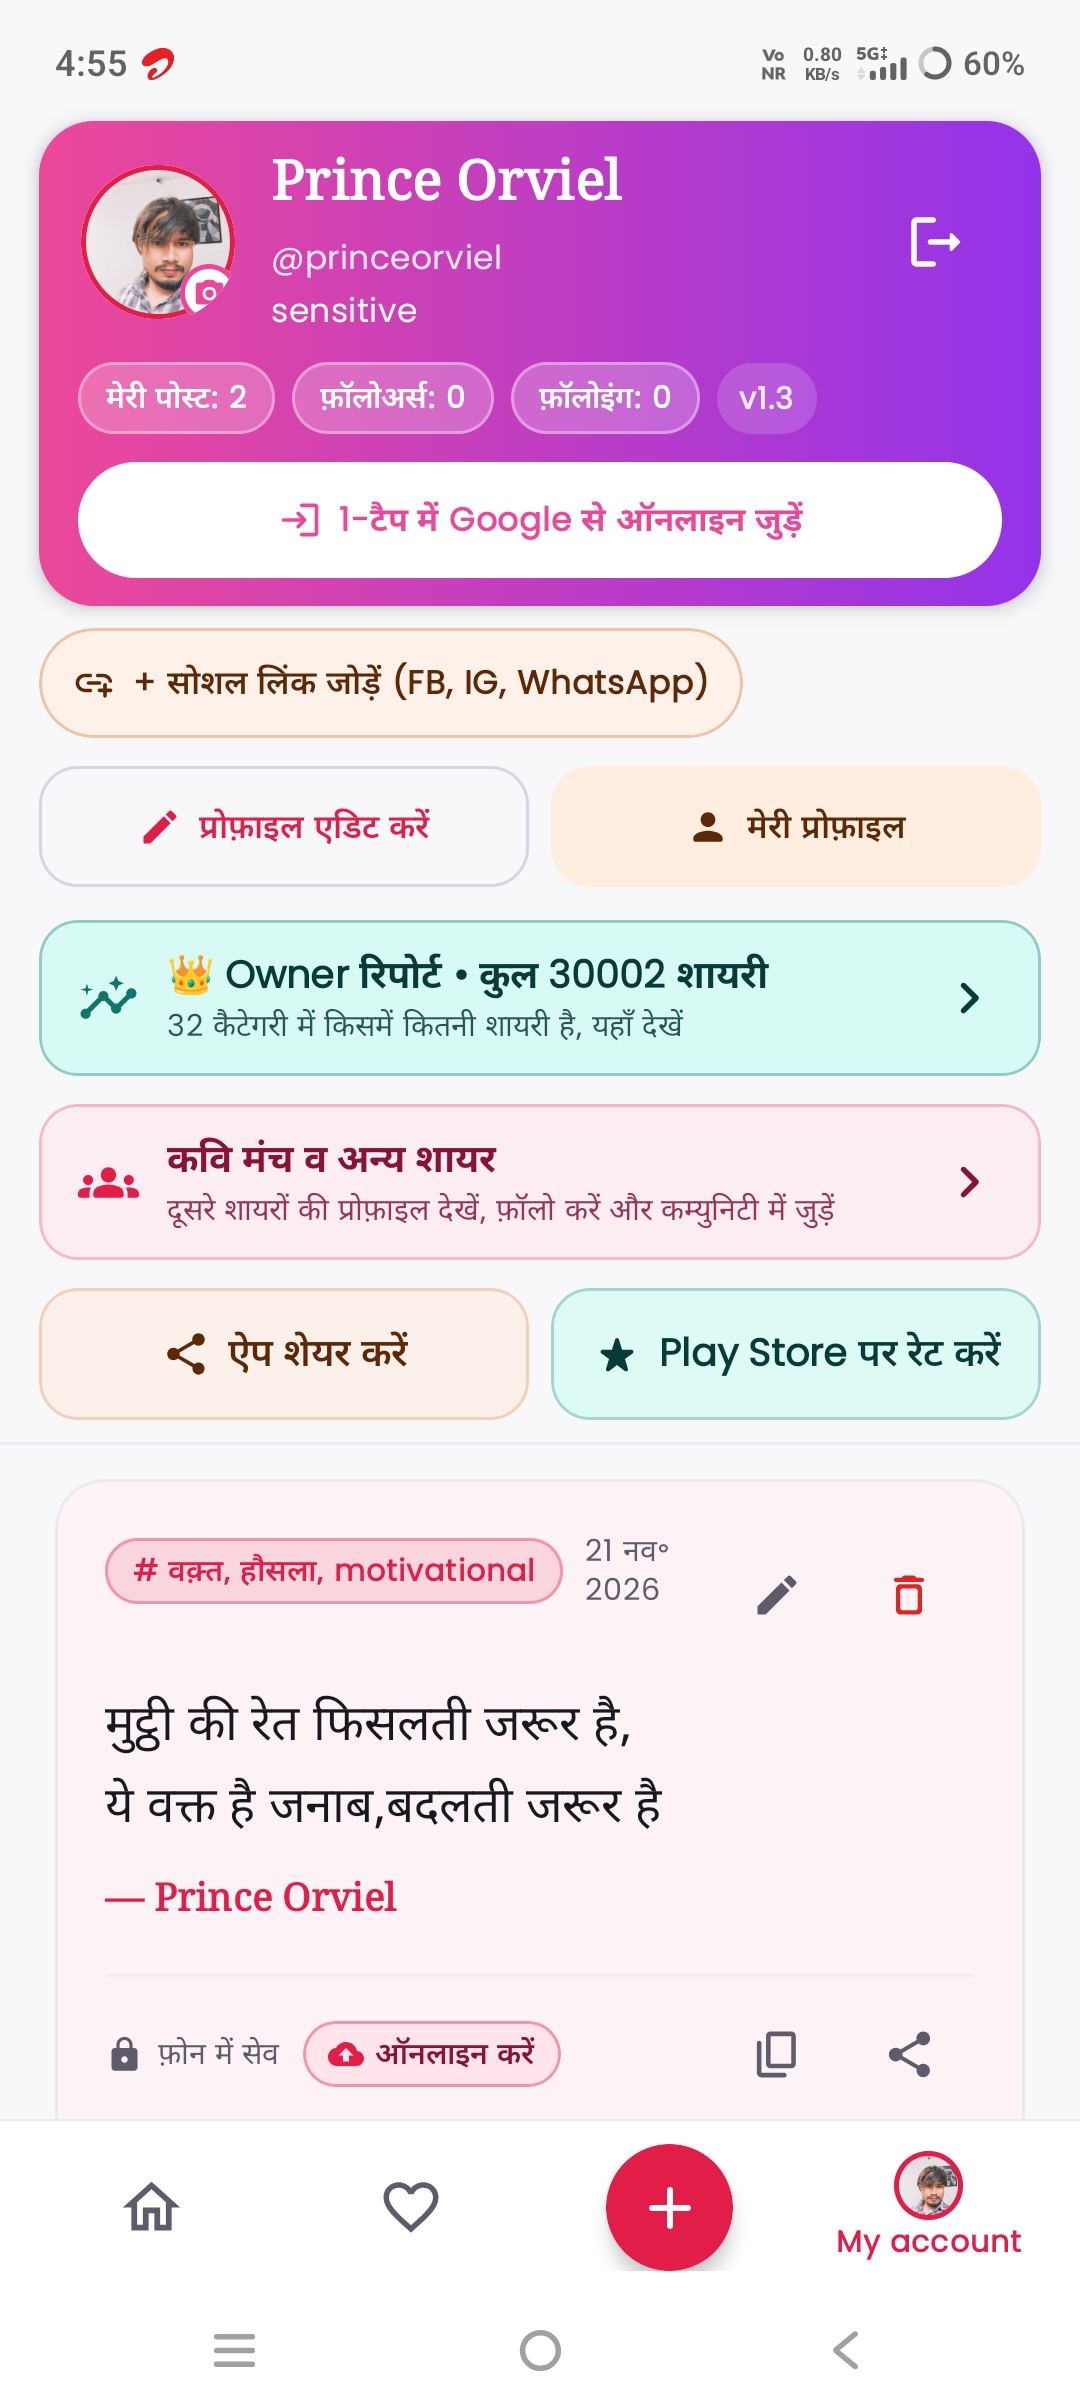 4:55
Vo NR 0.80 KB/s 5G‡ 60%
Prince Orviel
@princeorviel
sensitive
मेरी पोस्ट: 2 फ़ॉलोअर्स: 0 फ़ॉलोइंग: 0 v1.3
1-टैप में Google से ऑनलाइन जुड़ें
+ सोशल लिंक जोड़ें (FB, IG, WhatsApp)
प्रोफ़ाइल एडिट करें मेरी प्रोफ़ाइल
👑 Owner रिपोर्ट • कुल 30002 शायरी
32 कैटेगरी में किसमें कितनी शायरी है, यहाँ देखें
कवि मंच व अन्य शायर
दूसरे शायरों की प्रोफ़ाइल देखें, फ़ॉलो करें और कम्युनिटी में जुड़ें
ऐप शेयर करें Play Store पर रेट करें
# वक़्त, हौसला, motivational 21 नव॰
2026
मुट्ठी की रेत फिसलती जरूर है,
ये वक्त है जनाब,बदलती जरूर है
— Prince Orviel
फ़ोन में सेव ऑनलाइन करें
My account